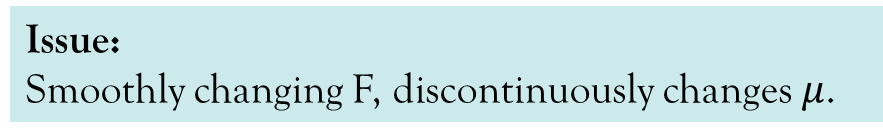 Issue:
Smoothly changing F, discontinuously changes μ.